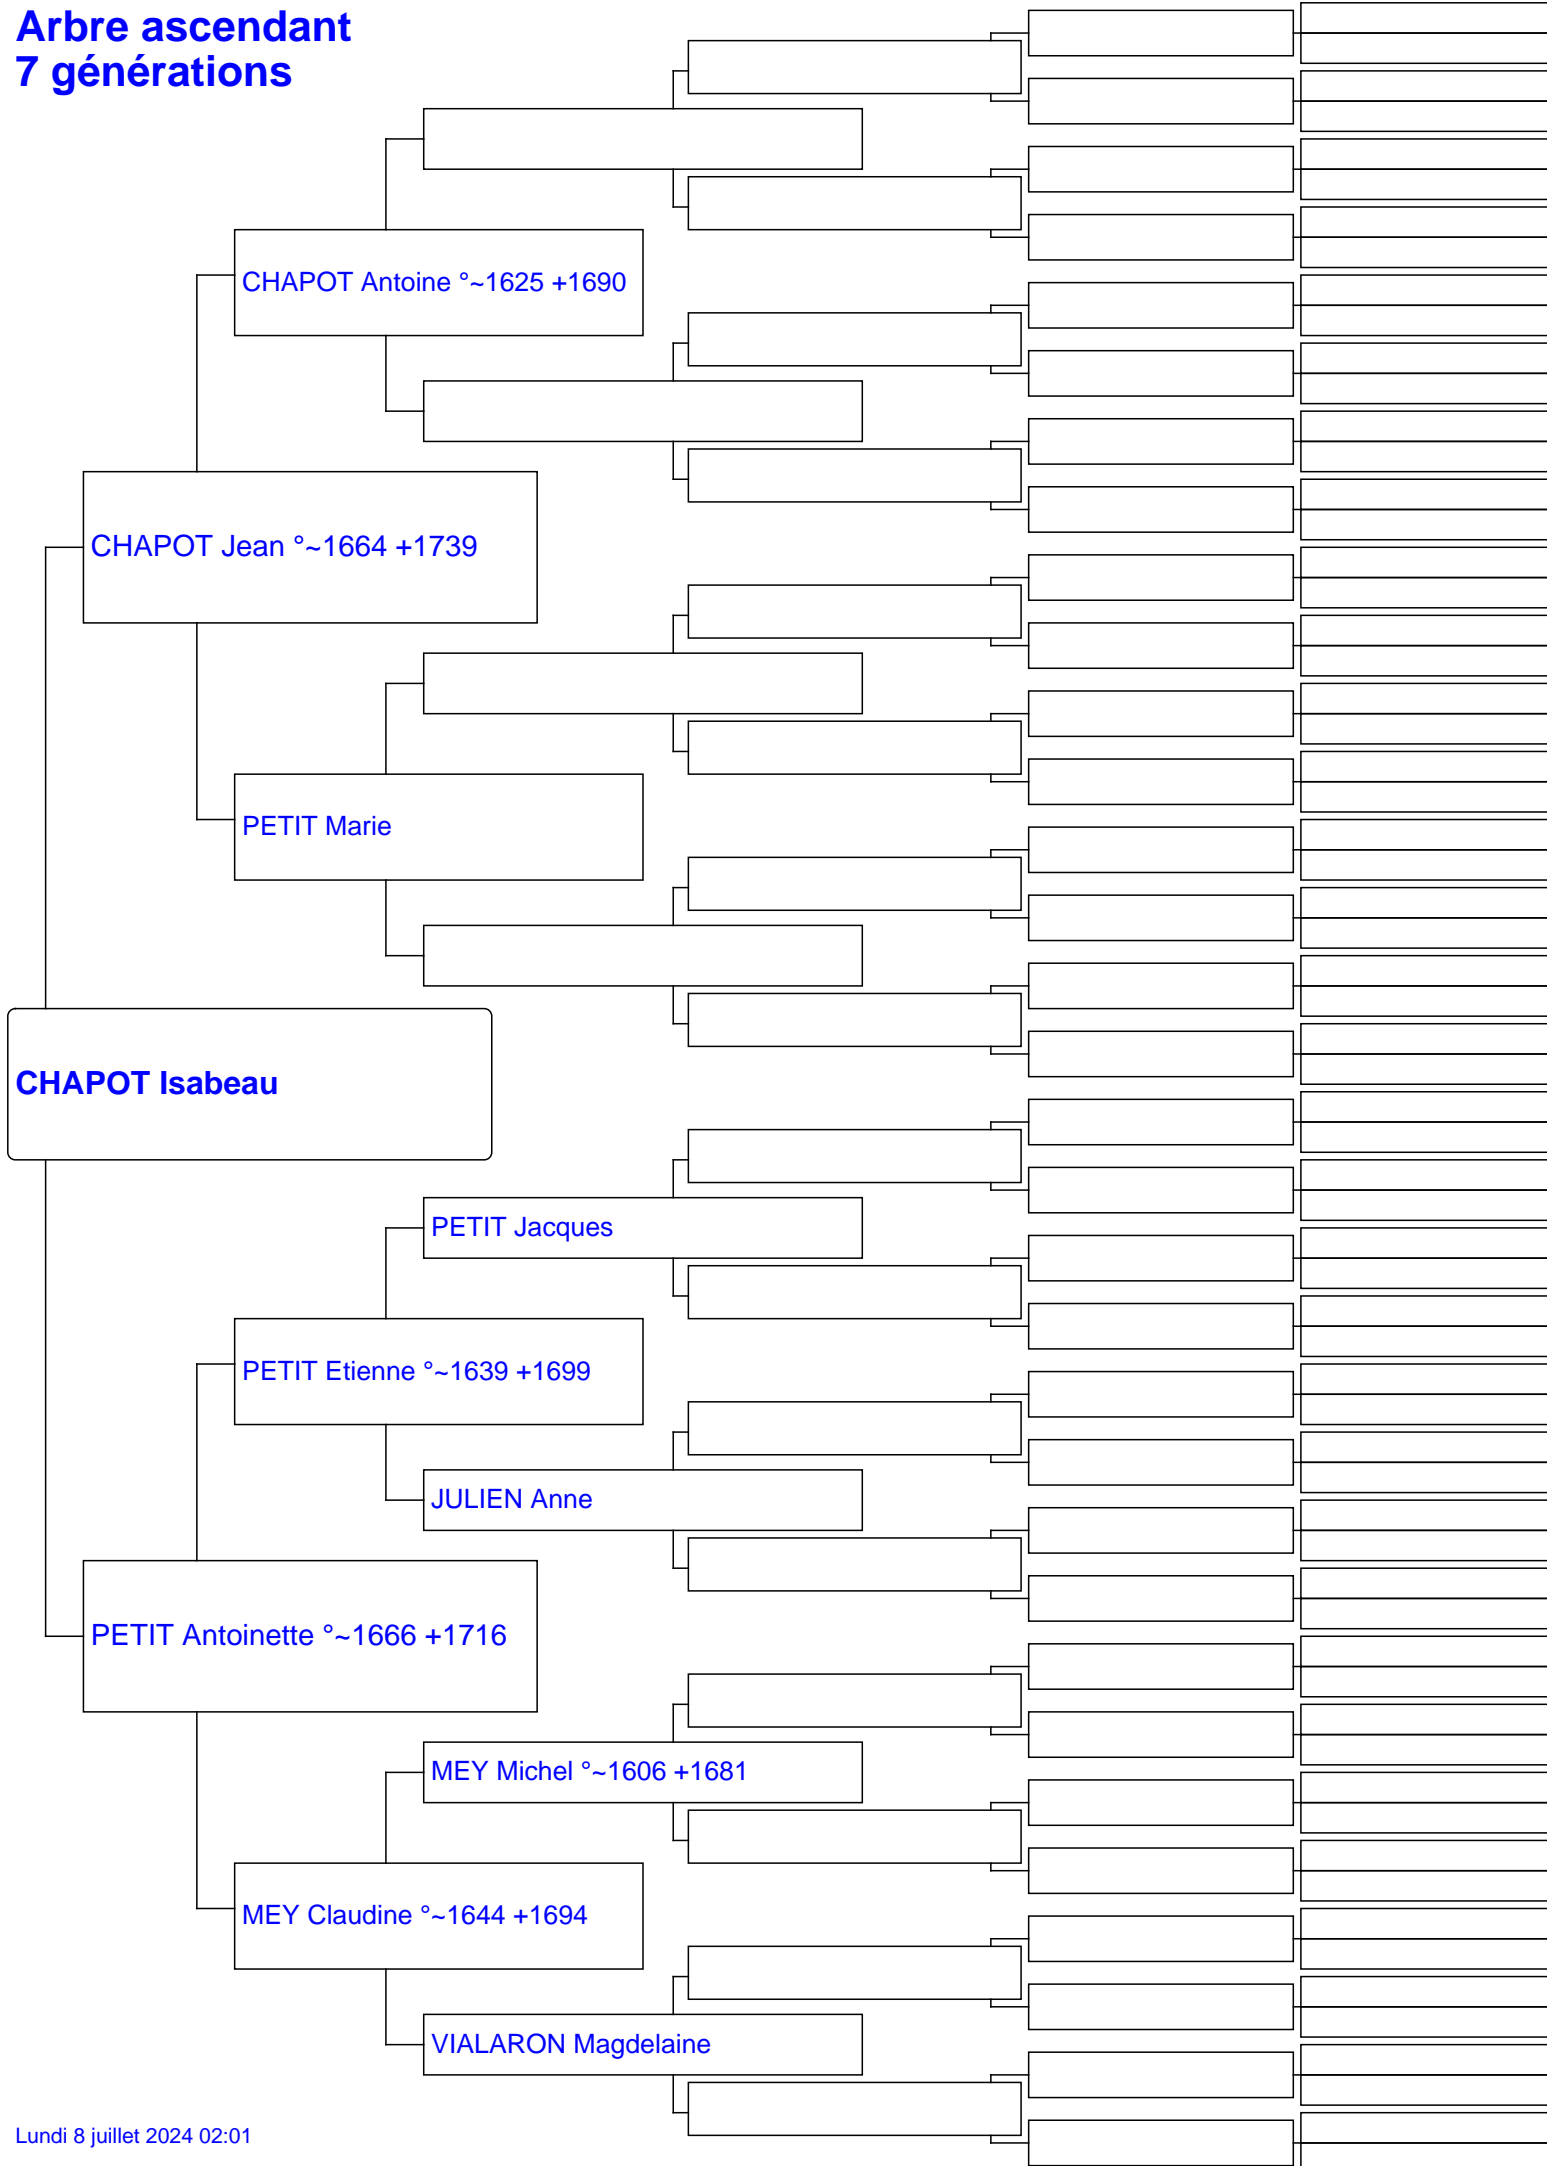 Arbre ascendant
7 générations
CHAPOT Antoine °~1625 +1690
CHAPOT Jean °~1664 +1739
PETIT Marie
CHAPOT Isabeau
PETIT Jacques
PETIT Etienne °~1639 +1699
JULIEN Anne
PETIT Antoinette °~1666 +1716
MEY Michel °~1606 +1681
MEY Claudine °~1644 +1694
VIALARON Magdelaine
Lundi 8 juillet 2024 02:01